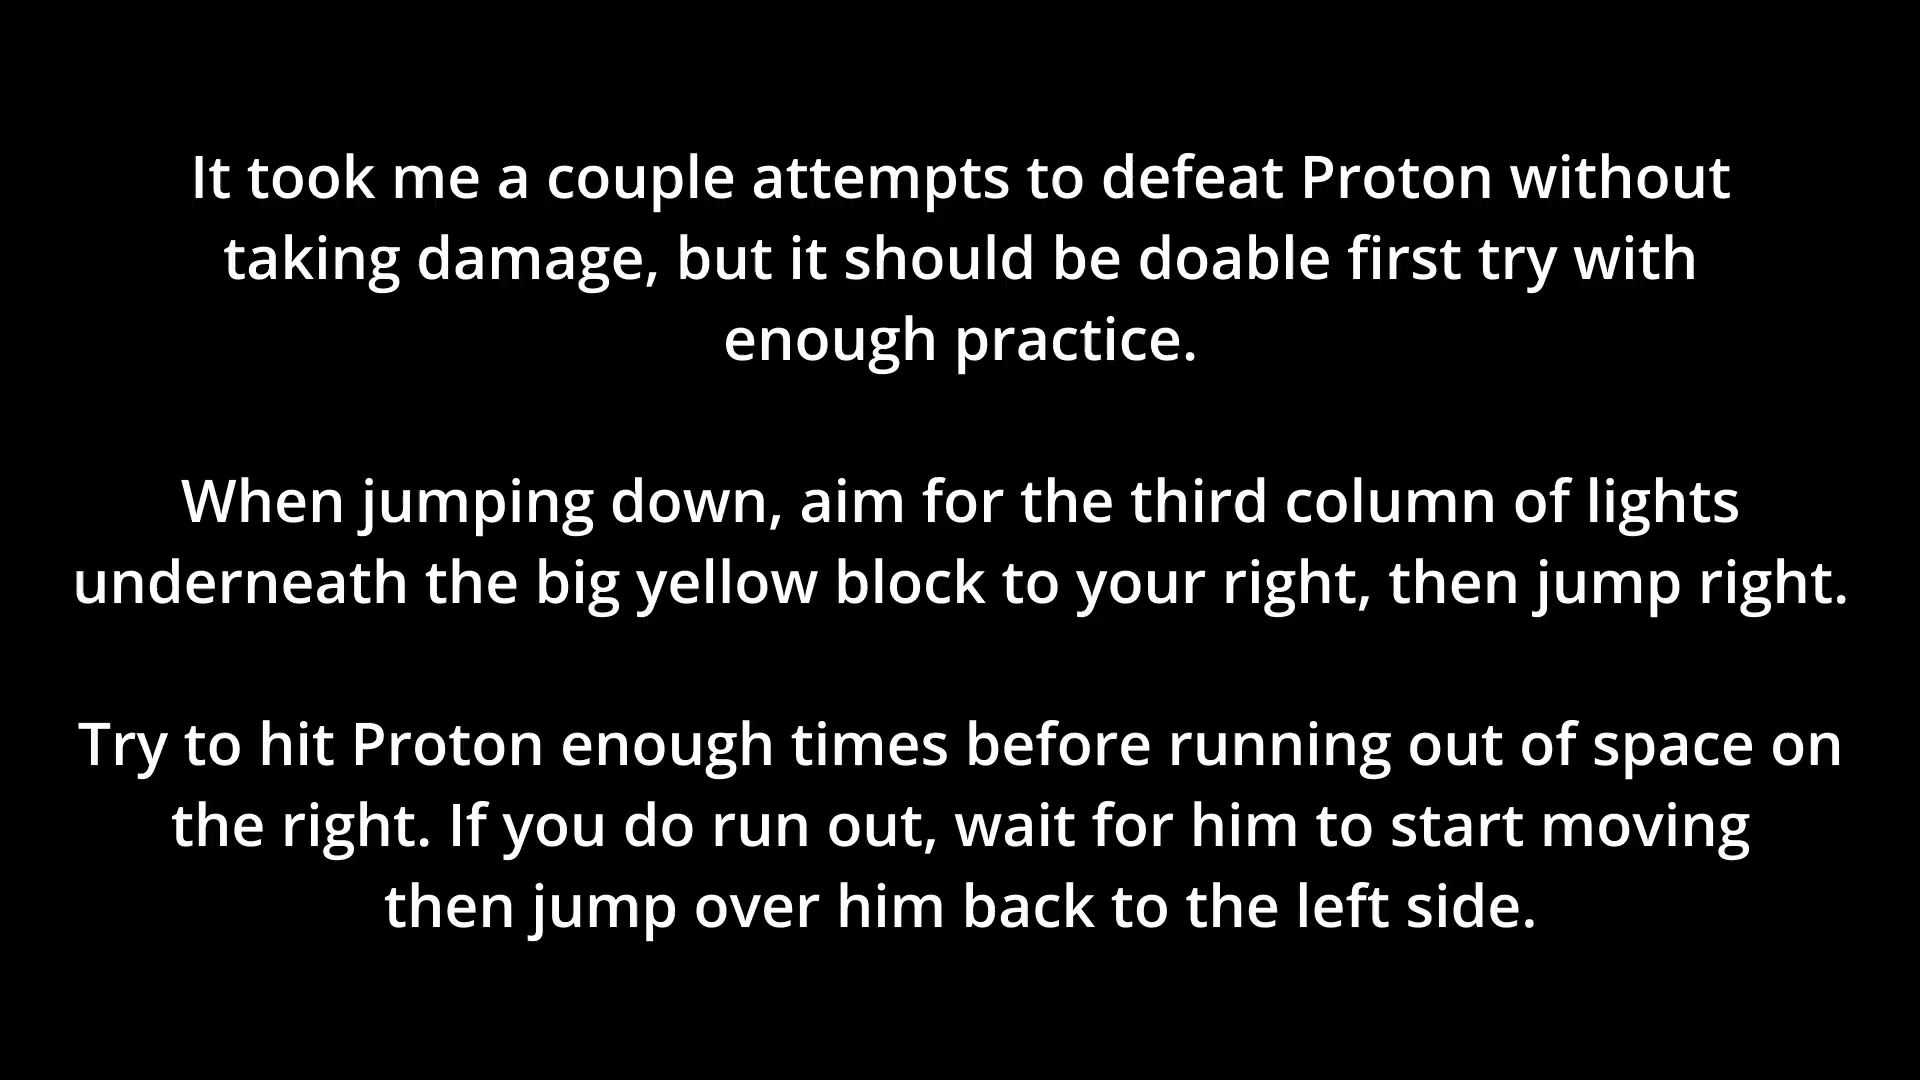 It took me a couple attempts to defeat Proton without
taking damage, but it should be doable first try with
enough practice.
When jumping down, aim for the third column of lights
underneath the big yellow block to your right, then jump right.
Try to hit Proton enough times before running out of space on
the right. If you do run out, wait for him to start moving
then jump over him back to the left side.